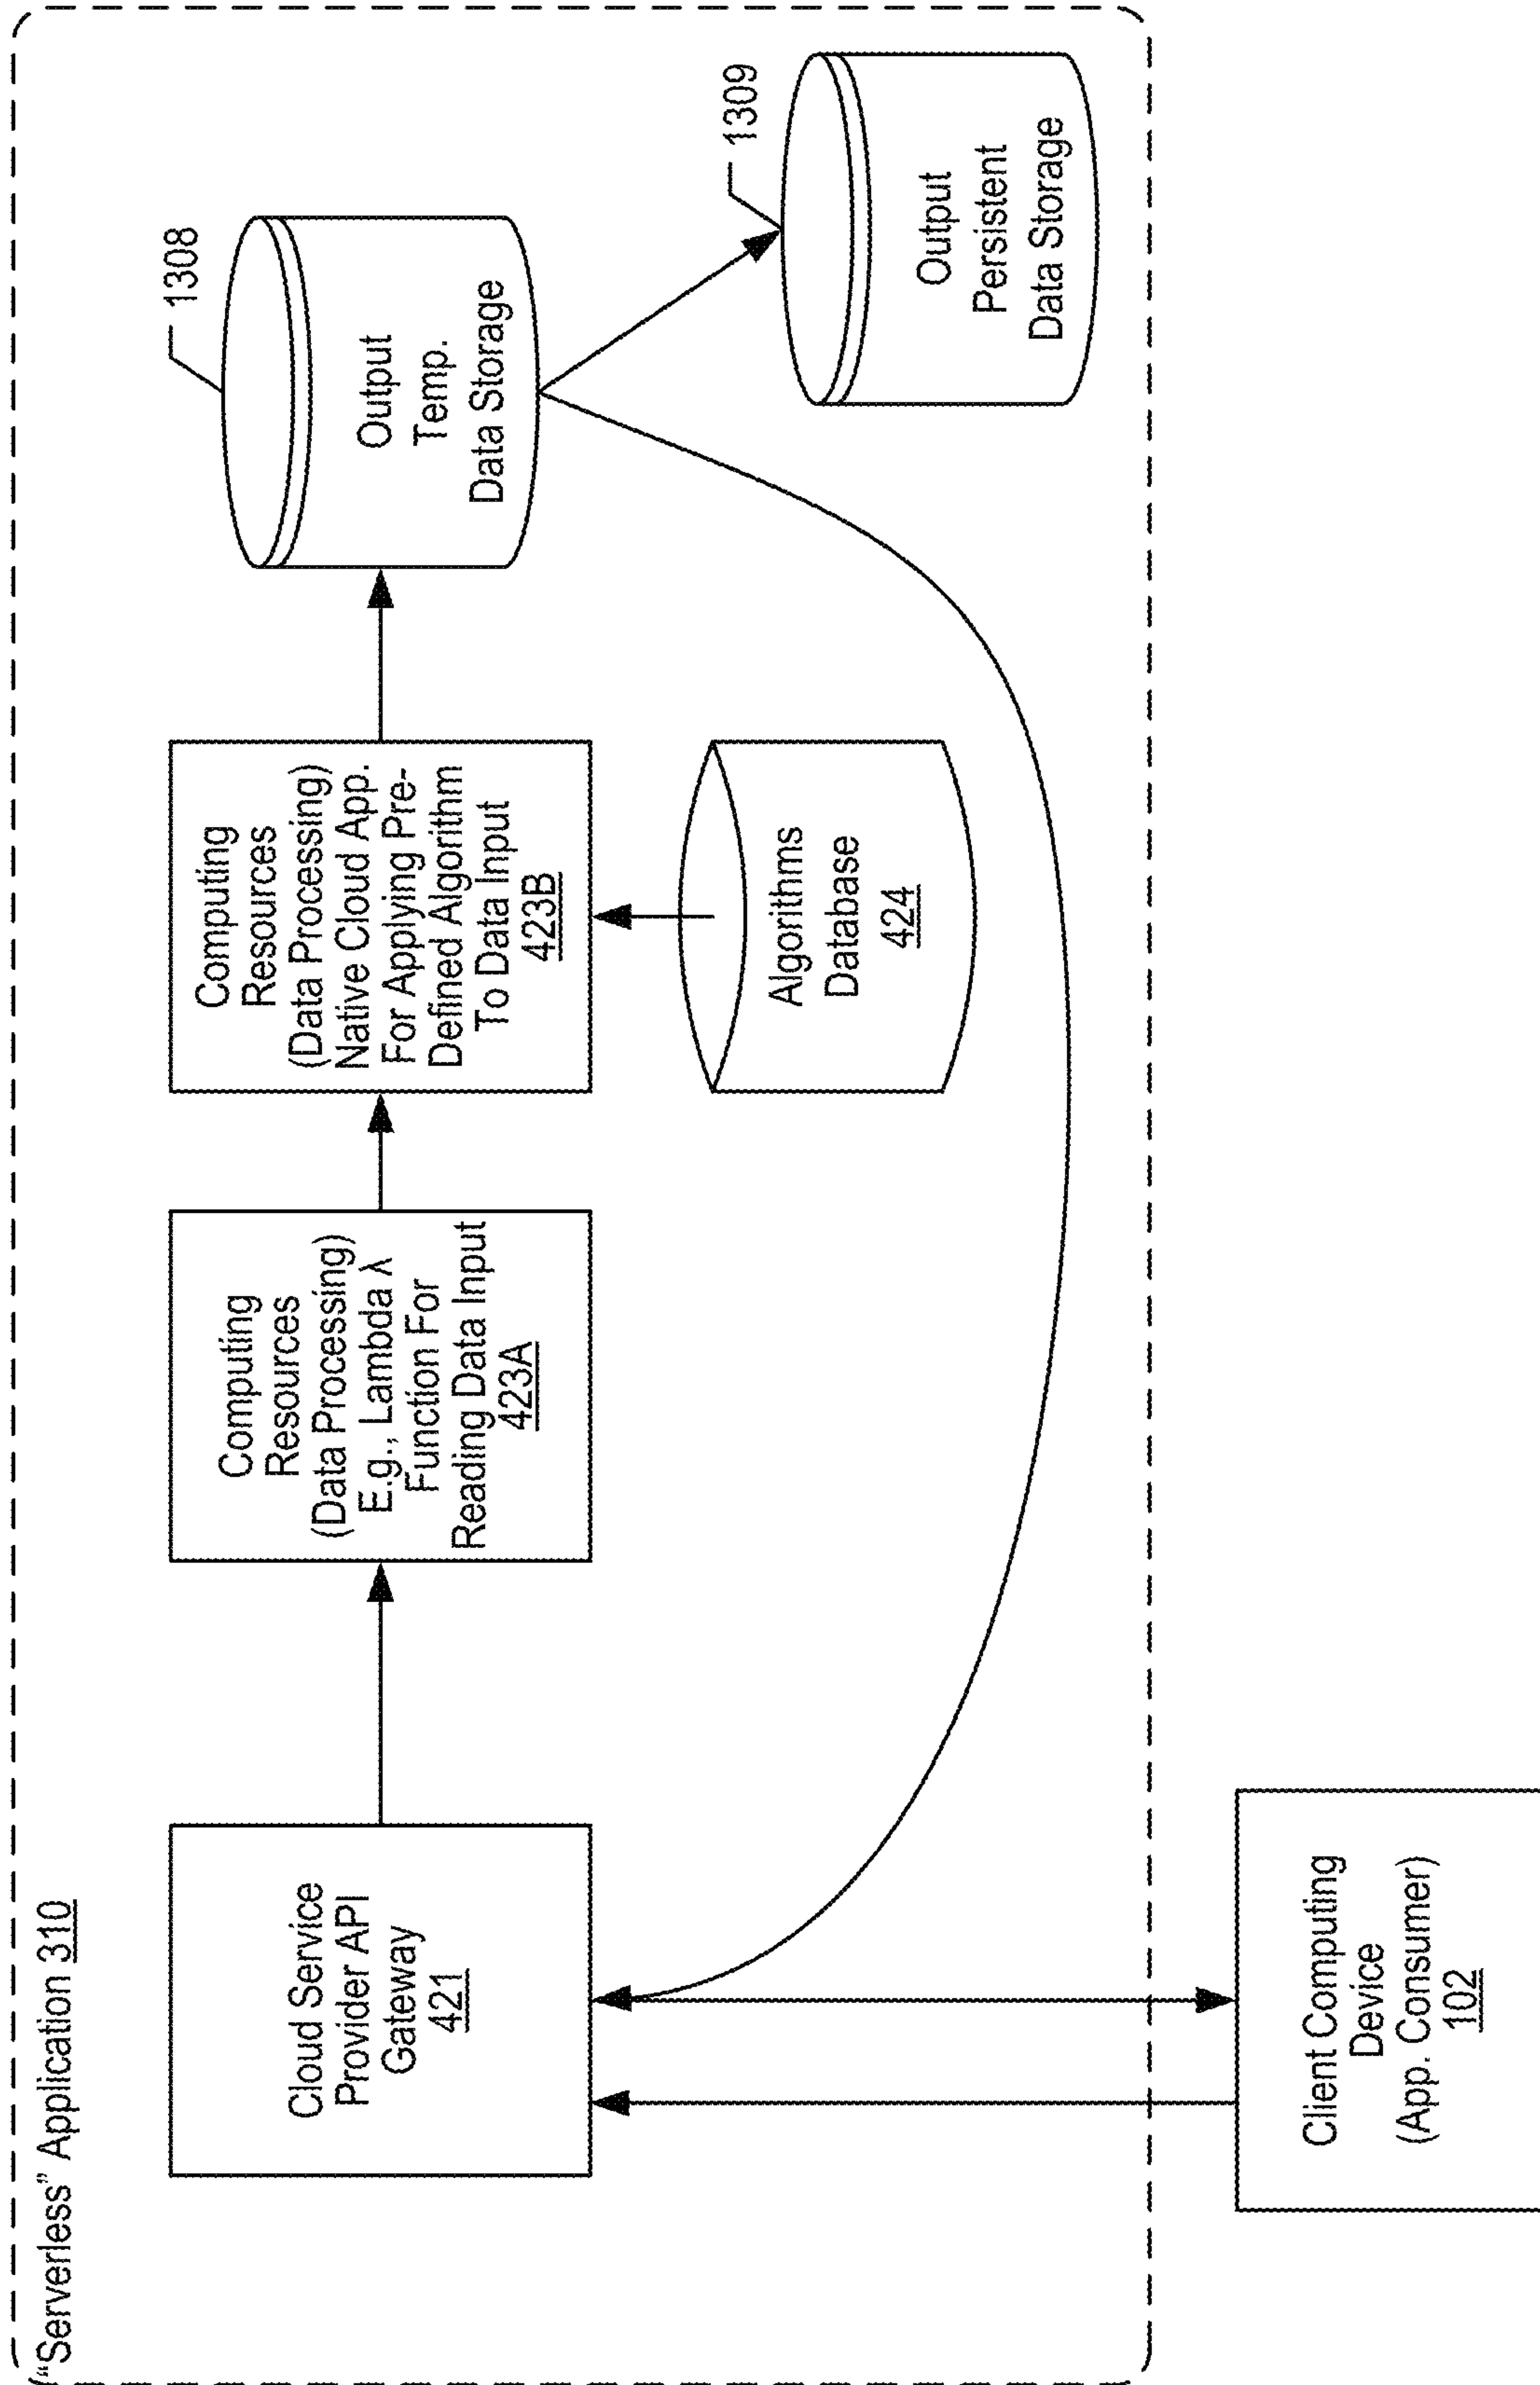 “Serverless” Application 310
Cloud Service
Provider API
Gateway
421
Computing
Resources
(Data Processing)
E.g., Lambda λ
Function For
Reading Data Input
423A
Computing
Resources
(Data Processing)
Native Cloud App.
For Applying Pre-
Defined Algorithm
To Data Input
423B
1308
Output
Temp.
Data Storage
Algorithms
Database
424
1309
Output
Persistent
Data Storage
Client Computing
Device
(App. Consumer)
102